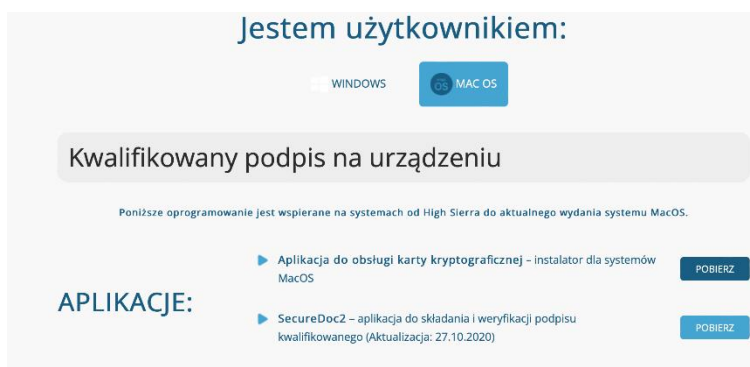 Jestem użytkownikiem:
WINDOWS
MAC OS
Kwalifikowany podpis na urządzeniu
Poniższe oprogramowanie jest wspierane na systemach od High Sierra do aktualnego wydania systemu MacOS.
APLIKACJE:
Aplikacja do obsługi karty kryptograficznej – instalator dla systemów
MacOS
POBIERZ
SecureDoc2 – aplikacja do składania i weryfikacji podpisu
kwalifikowanego (Aktualizacja: 27.10.2020)
POBIERZ